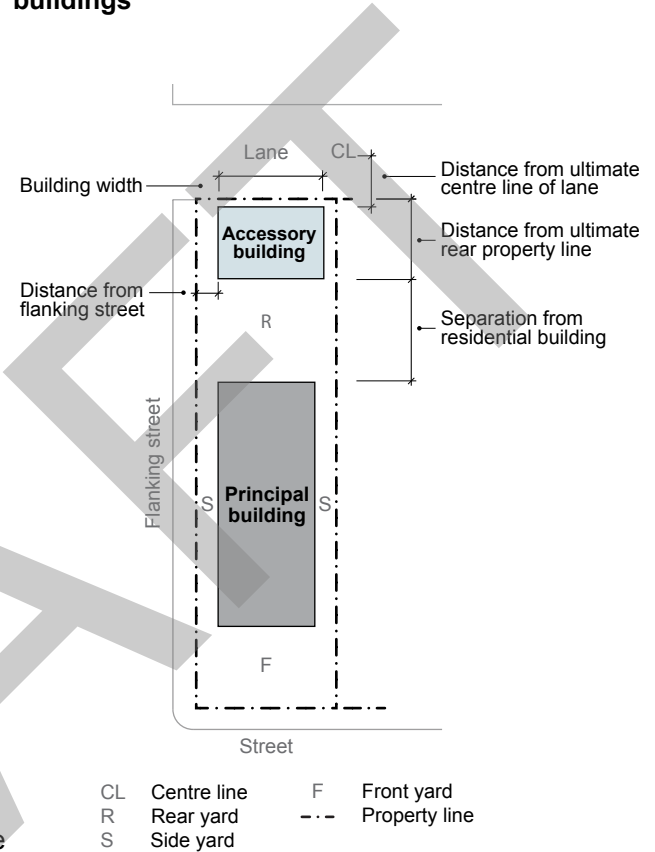 buildings
Lane
CL
Building width
Distance from ultimate
centre line of lane
Accessory
building
Distance from ultimate
rear property line
Distance from
flanking street
R
Separation from
residential building
Flanking street
S
Principal
building
S
F
Street
CL Centre line
F Front yard
R Rear yard
Property line
S Side yard
e